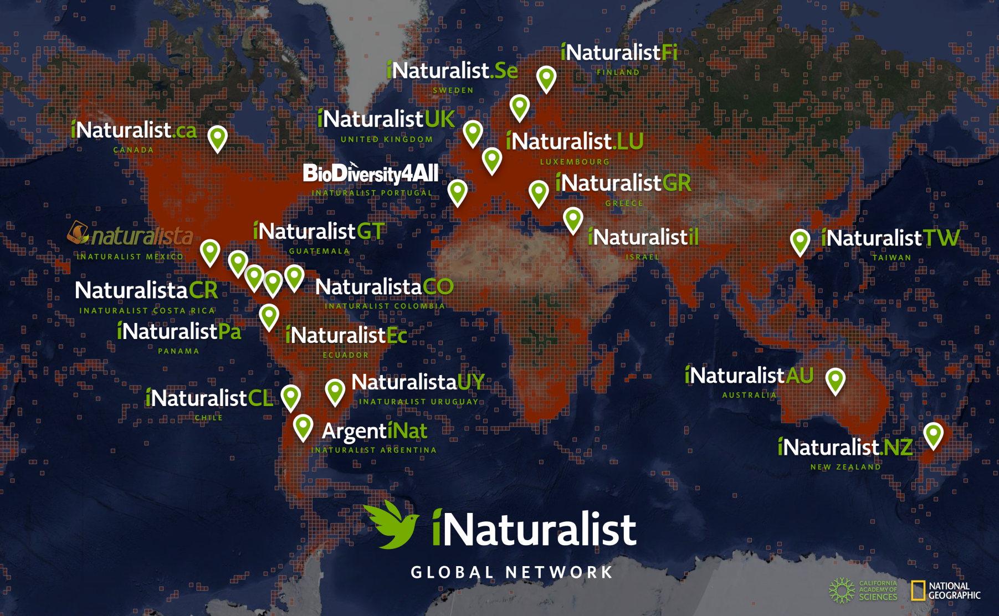 iNaturalistFi
FINLAND
iNaturalist.Se
SWEDEN
iNaturalistUK
UNITED KINGDOM
iNaturalist.ca
CANADA
iNaturalist.LU
LUXEMBOURG
BioDiversity4All
INATURALIST PORTUGAL
iNaturalistGR
GREECE
naturalista
INATURALIST MEXICO
iNaturalistGT
GUATEMALA
iNaturalistil
ISRAEL
iNaturalistTW
TAIWAN
NaturalistaCR
INATURALIST COSTA RICA
NaturalistaCO
INATURALIST COLOMBIA
iNaturalistPa
PANAMA
iNaturalistEc
ECUADOR
iNaturalistCL
CHILE
NaturalistaUY
INATURALIST URUGUAY
iNaturalistAU
AUSTRALIA
ArgentiNat
INATURALIST ARGENTINA
iNaturalist.NZ
NEW ZEALAND
iNaturalist
GLOBAL NETWORK
CALIFORNIA
ACADEMY OF
SCIENCES
NATIONAL
GEOGRAPHIC